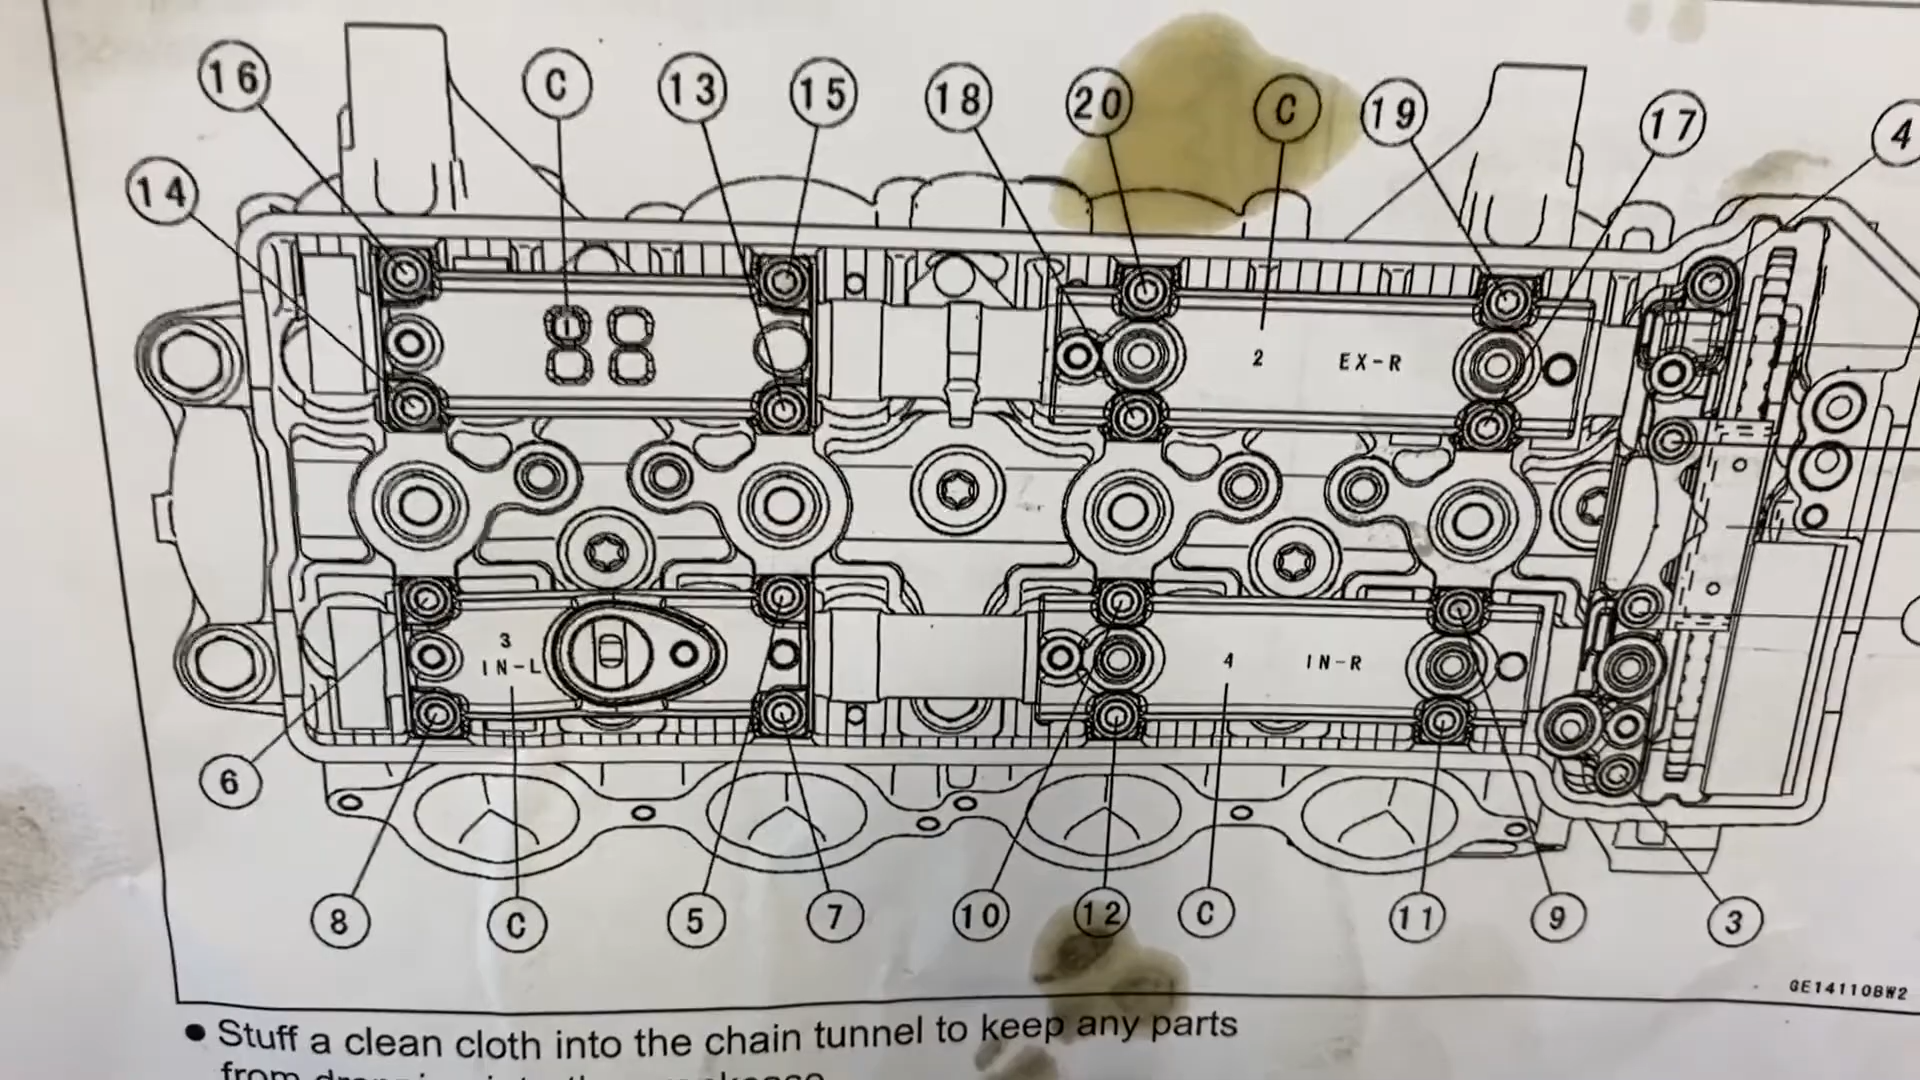 16 C 13 15 18 20 C 19 17 4
14
2 EX-R
3
IN-L
4 IN-R
6
8 C 5 7 10 12 C 11 9 3
GE14110BW2
• Stuff a clean cloth into the chain tunnel to keep any parts
from